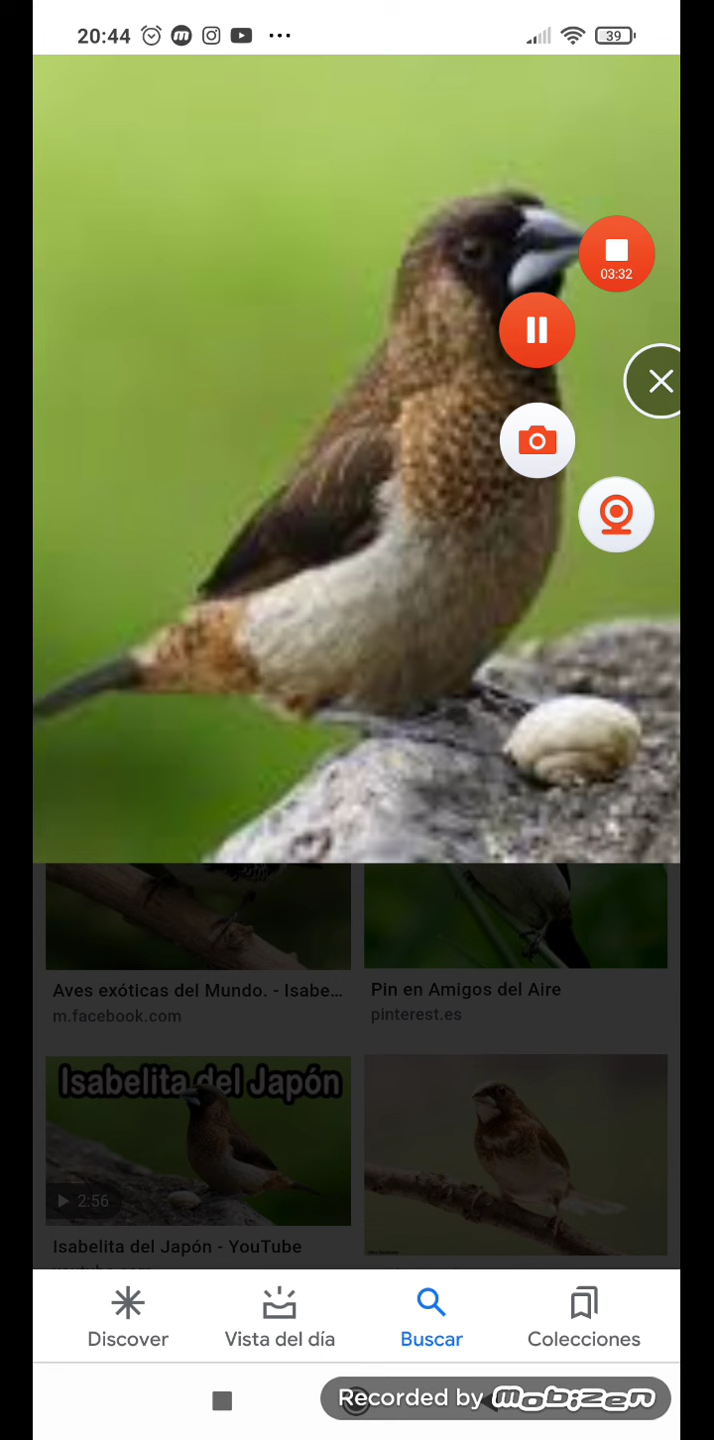 20:44
39
03:32
Aves exóticas del Mundo. - Isabe...
m.facebook.com
Pin en Amigos del Aire
pinterest.es
Isabelita del Japón
2:56
Isabelita del Japón - YouTube
Discover
Vista del día
Buscar
Colecciones
Recorded by mobizen